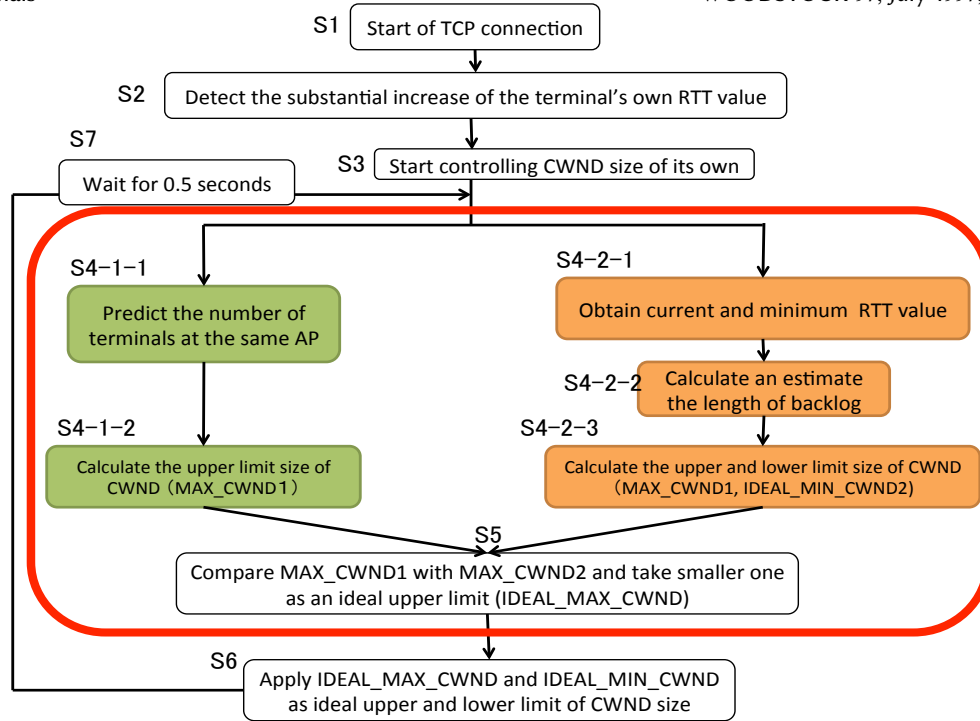 S1
Start of TCP connection
S2
Detect the substantial increase of the terminal's own RTT value
S7
Wait for 0.5 seconds
S3
Start controlling CWND size of its own
S4-1-1
Predict the number of
terminals at the same AP
S4-1-2
Calculate the upper limit size of
CWND (MAX_CWND1)
S4-2-1
Obtain current and minimum RTT value
S4-2-2
Calculate an estimate
the length of backlog
S4-2-3
Calculate the upper and lower limit size of CWND
(MAX_CWND1, IDEAL_MIN_CWND2)
S5
Compare MAX_CWND1 with MAX_CWND2 and take smaller one
as an ideal upper limit (IDEAL_MAX_CWND)
S6
Apply IDEAL_MAX_CWND and IDEAL_MIN_CWND
as ideal upper and lower limit of CWND size